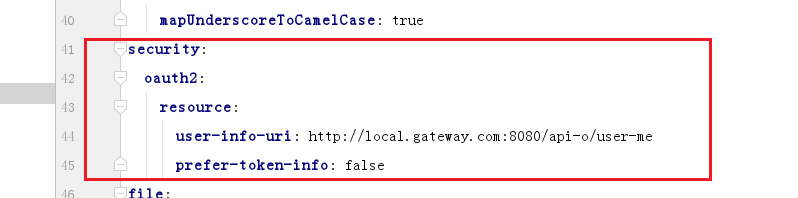 40 mapUnderscoreToCamelCase: true
41 security:
42 oauth2:
43 resource:
44 user-info-uri: http://local.gateway.com:8080/api-o/user-me
45 prefer-token-info: false
46 file: